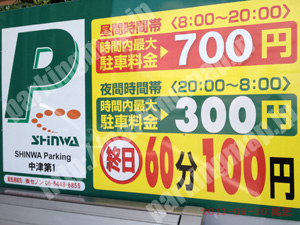 P
SHiNWA
SHINWA Parking
中津第1
昼間時間帯 〈8:00～20:00〉
時間内最大
駐車料金 700円
夜間時間帯 〈20:00～8:00〉
時間内最大
駐車料金 300円
終日 60分100円